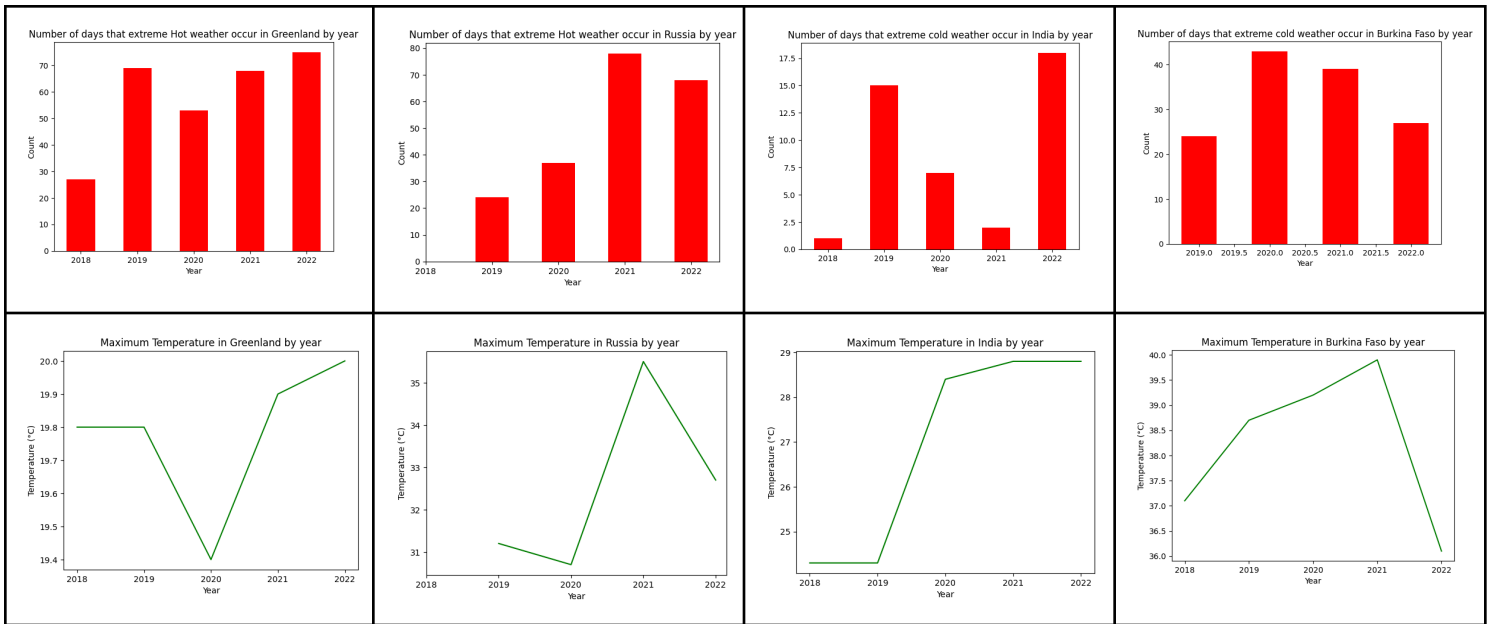 Number of days that extreme Hot weather occur in Greenland by year
70
60
50
40
30
20
10
0
Count
2018 2019 2020 2021 2022
Year
Number of days that extreme Hot weather occur in Russia by year
80
70
60
50
40
30
20
10
0
Count
2018 2019 2020 2021 2022
Year
Number of days that extreme cold weather occur in India by year
17.5
15.0
12.5
10.0
7.5
5.0
2.5
0.0
Count
2018 2019 2020 2021 2022
Year
Number of days that extreme cold weather occur in Burkina Faso by year
40
30
20
10
0
Count
2019.0 2019.5 2020.0 2020.5 2021.0 2021.5 2022.0
Year
Maximum Temperature in Greenland by year
20.0
19.9
19.8
19.7
19.6
19.5
19.4
Temperature (°C)
2018 2019 2020 2021 2022
Year
Maximum Temperature in Russia by year
35
34
33
32
31
Temperature (°C)
2018 2019 2020 2021 2022
Year
Maximum Temperature in India by year
29
28
27
26
25
Temperature (°C)
2018 2019 2020 2021 2022
Year
Maximum Temperature in Burkina Faso by year
40.0
39.5
39.0
38.5
38.0
37.5
37.0
36.5
36.0
Temperature (°C)
2018 2019 2020 2021 2022
Year